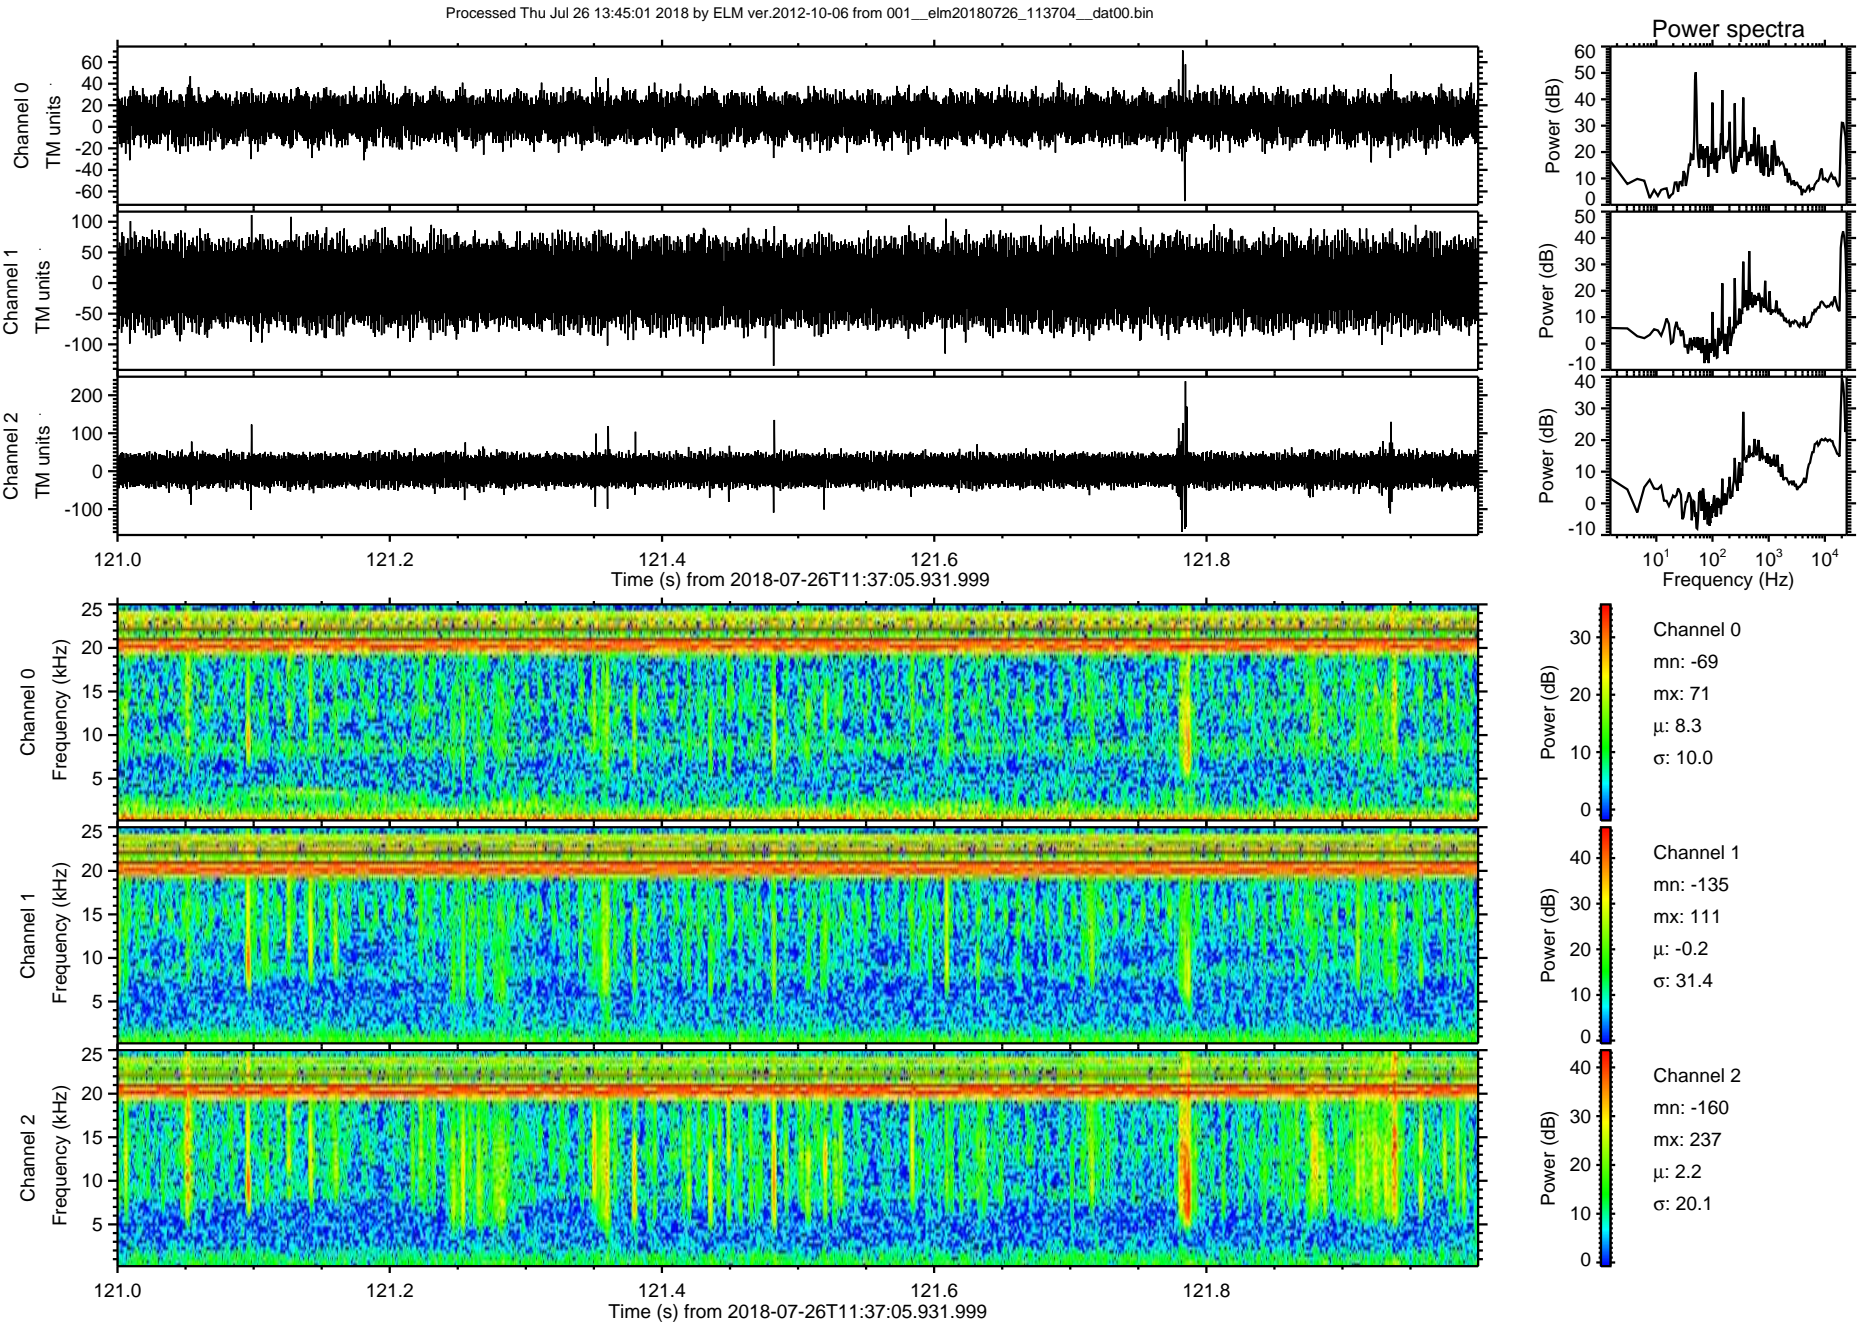 Processed Thu Jul 26 13:45:01 2018 by ELM ver.2012-10-06 from 001__elm20180726_113704__dat00.bin
Power spectra
Channel 0
TM units
60
40
20
0
-20
-40
-60
Power (dB)
60
50
40
30
20
10
0
Channel 1
TM units
100
50
0
-50
-100
Power (dB)
50
40
30
20
10
0
-10
Channel 2
TM units
200
100
0
-100
Power (dB)
40
30
20
10
0
-10
121.0 121.2 121.4 121.6 121.8
Time (s) from 2018-07-26T11:37:05.931.999
10^1 10^2 10^3 10^4
Frequency (Hz)
Channel 0
Frequency (kHz)
25
20
15
10
5
Power (dB)
30
20
10
0
Channel 0
mn: -69
mx: 71
μ: 8.3
σ: 10.0
Channel 1
Frequency (kHz)
25
20
15
10
5
Power (dB)
40
30
20
10
0
Channel 1
mn: -135
mx: 111
μ: -0.2
σ: 31.4
Channel 2
Frequency (kHz)
25
20
15
10
5
Power (dB)
40
30
20
10
0
Channel 2
mn: -160
mx: 237
μ: 2.2
σ: 20.1
121.0 121.2 121.4 121.6 121.8
Time (s) from 2018-07-26T11:37:05.931.999